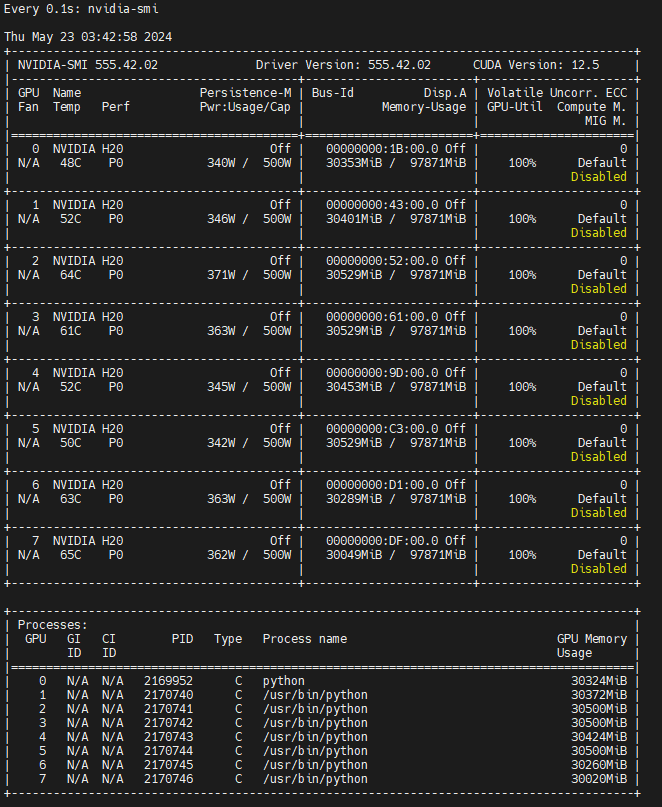 Every 0.1s: nvidia-smi
Thu May 23 03:42:58 2024
+-----------------------------------------------------------------------------------------+
| NVIDIA-SMI 555.42.02              Driver Version: 555.42.02      CUDA Version: 12.5     |
|-----------------------------------------+------------------------+----------------------+
| GPU  Name                 Persistence-M | Bus-Id          Disp.A | Volatile Uncorr. ECC |
| Fan  Temp   Perf          Pwr:Usage/Cap |           Memory-Usage | GPU-Util  Compute M. |
|                                         |                        |               MIG M. |
|=========================================+========================+======================|
|   0  NVIDIA H20                     Off |   00000000:1B:00.0 Off |                    0 |
| N/A   48C    P0            340W /  500W |   30353MiB /  97871MiB |    100%      Default |
|                                         |                        |             Disabled |
+-----------------------------------------+------------------------+----------------------+
|   1  NVIDIA H20                     Off |   00000000:43:00.0 Off |                    0 |
| N/A   52C    P0            346W /  500W |   30401MiB /  97871MiB |    100%      Default |
|                                         |                        |             Disabled |
+-----------------------------------------+------------------------+----------------------+
|   2  NVIDIA H20                     Off |   00000000:52:00.0 Off |                    0 |
| N/A   64C    P0            371W /  500W |   30529MiB /  97871MiB |    100%      Default |
|                                         |                        |             Disabled |
+-----------------------------------------+------------------------+----------------------+
|   3  NVIDIA H20                     Off |   00000000:61:00.0 Off |                    0 |
| N/A   61C    P0            363W /  500W |   30529MiB /  97871MiB |    100%      Default |
|                                         |                        |             Disabled |
+-----------------------------------------+------------------------+----------------------+
|   4  NVIDIA H20                     Off |   00000000:9D:00.0 Off |                    0 |
| N/A   52C    P0            345W /  500W |   30453MiB /  97871MiB |    100%      Default |
|                                         |                        |             Disabled |
+-----------------------------------------+------------------------+----------------------+
|   5  NVIDIA H20                     Off |   00000000:C3:00.0 Off |                    0 |
| N/A   50C    P0            342W /  500W |   30529MiB /  97871MiB |    100%      Default |
|                                         |                        |             Disabled |
+-----------------------------------------+------------------------+----------------------+
|   6  NVIDIA H20                     Off |   00000000:D1:00.0 Off |                    0 |
| N/A   63C    P0            363W /  500W |   30289MiB /  97871MiB |    100%      Default |
|                                         |                        |             Disabled |
+-----------------------------------------+------------------------+----------------------+
|   7  NVIDIA H20                     Off |   00000000:DF:00.0 Off |                    0 |
| N/A   65C    P0            362W /  500W |   30049MiB /  97871MiB |    100%      Default |
|                                         |                        |             Disabled |
+-----------------------------------------+------------------------+----------------------+
+-----------------------------------------------------------------------------------------+
| Processes:                                                                              |
|  GPU   GI   CI        PID   Type   Process name                              GPU Memory |
|        ID   ID                                                               Usage      |
|=========================================================================================|
|    0   N/A  N/A   2169952      C   python                                      30324MiB |
|    1   N/A  N/A   2170740      C   /usr/bin/python                             30372MiB |
|    2   N/A  N/A   2170741      C   /usr/bin/python                             30500MiB |
|    3   N/A  N/A   2170742      C   /usr/bin/python                             30500MiB |
|    4   N/A  N/A   2170743      C   /usr/bin/python                             30424MiB |
|    5   N/A  N/A   2170744      C   /usr/bin/python                             30500MiB |
|    6   N/A  N/A   2170745      C   /usr/bin/python                             30260MiB |
|    7   N/A  N/A   2170746      C   /usr/bin/python                             30020MiB |
+-----------------------------------------------------------------------------------------+